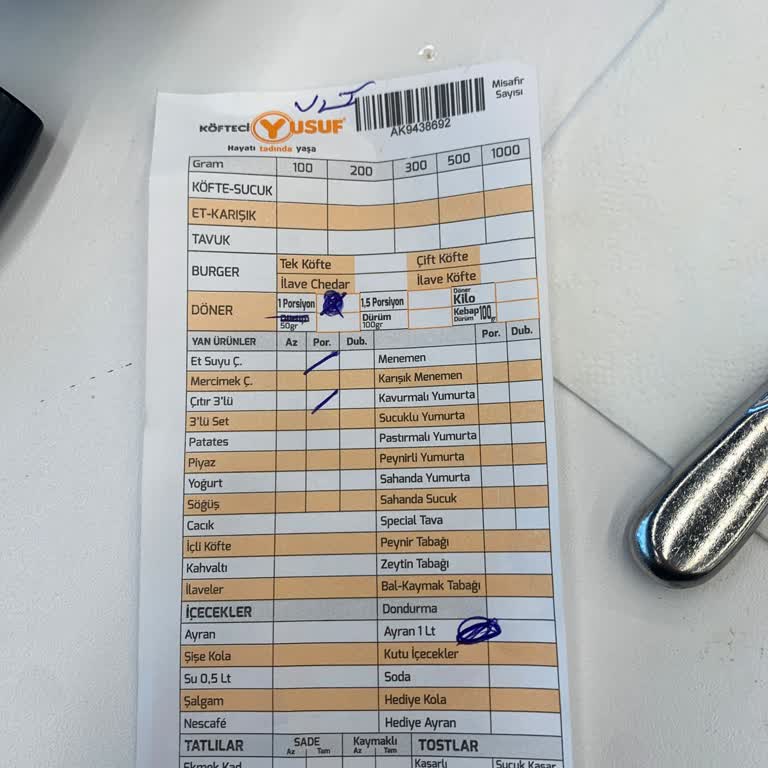 Misafir
Sayısı
KÖFTECİ YUSUF
AK9438692
Hayatı tadında yaşa
Gram 100 200 300 500 1000
KÖFTE-SUCUK
ET-KARIŞIK
TAVUK
BURGER Tek Köfte Çift Köfte
İlave Chedar İlave Köfte
DÖNER 1 Porsiyon 1,5 Porsiyon Döner Kilo
Dürüm 50gr Dürüm 100gr Kebap Dürüm 100gr
YAN ÜRÜNLER Az Por. Dub. Por. Dub.
Et Suyu Ç. Menemen
Mercimek Ç. Karışık Menemen
Çıtır 3'lü Kavurmalı Yumurta
3'lü Set Sucuklu Yumurta
Patates Pastırmalı Yumurta
Piyaz Peynirli Yumurta
Yoğurt Sahanda Yumurta
Söğüş Sahanda Sucuk
Cacık Special Tava
İçli Köfte Peynir Tabağı
Kahvaltı Zeytin Tabağı
İlaveler Bal-Kaymak Tabağı
İÇECEKLER Dondurma
Ayran Ayran 1 Lt
Şişe Kola Kutu İçecekler
Su 0,5 Lt Soda
Şalgam Hediye Kola
Nescafé Hediye Ayran
TATLILAR SADE Kaymaklı TOSTLAR
Az Tam Az Tam
Ekmek Kad. Kaşarlı Sucuk Kaşar